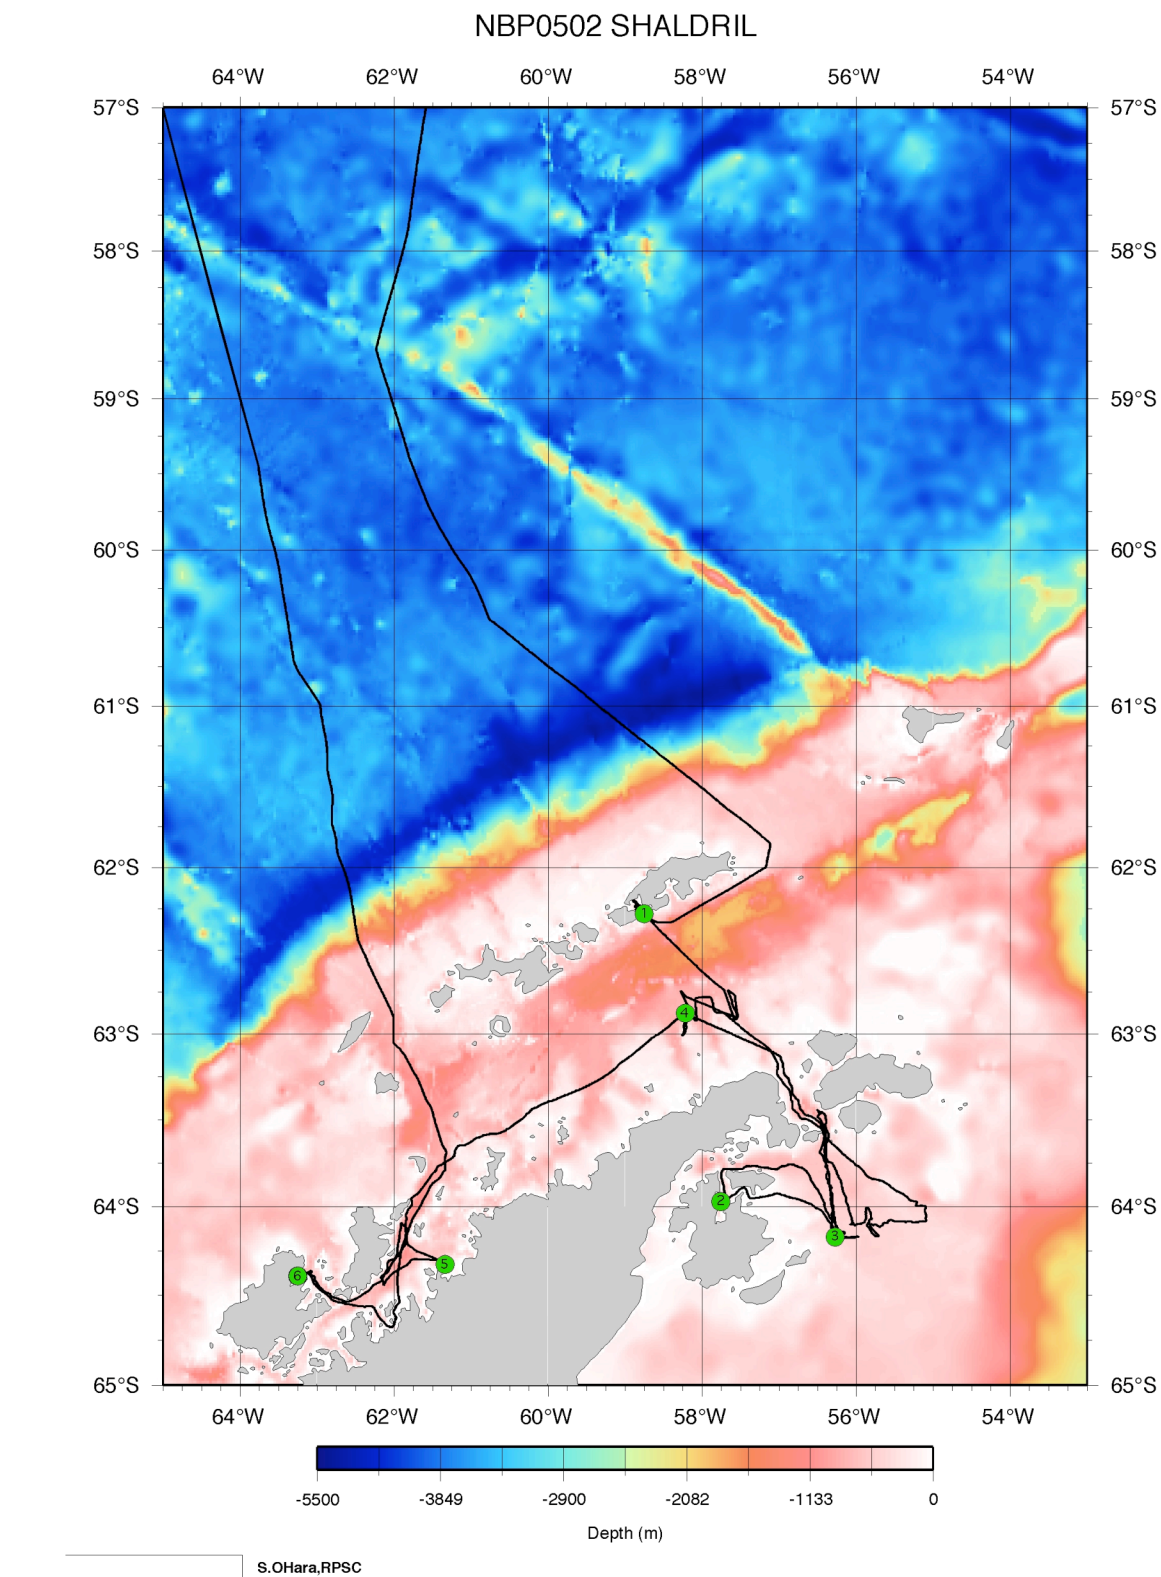 NBP0502 SHALDRIL
64°W 62°W 60°W 58°W 56°W 54°W
57°S 57°S
58°S 58°S
59°S 59°S
60°S 60°S
61°S 61°S
62°S 62°S
1
4
63°S 63°S
2
64°S 64°S
3
5
6
65°S 65°S
64°W 62°W 60°W 58°W 56°W 54°W
-5500 -3849 -2900 -2082 -1133 0
Depth (m)
S.OHara,RPSC